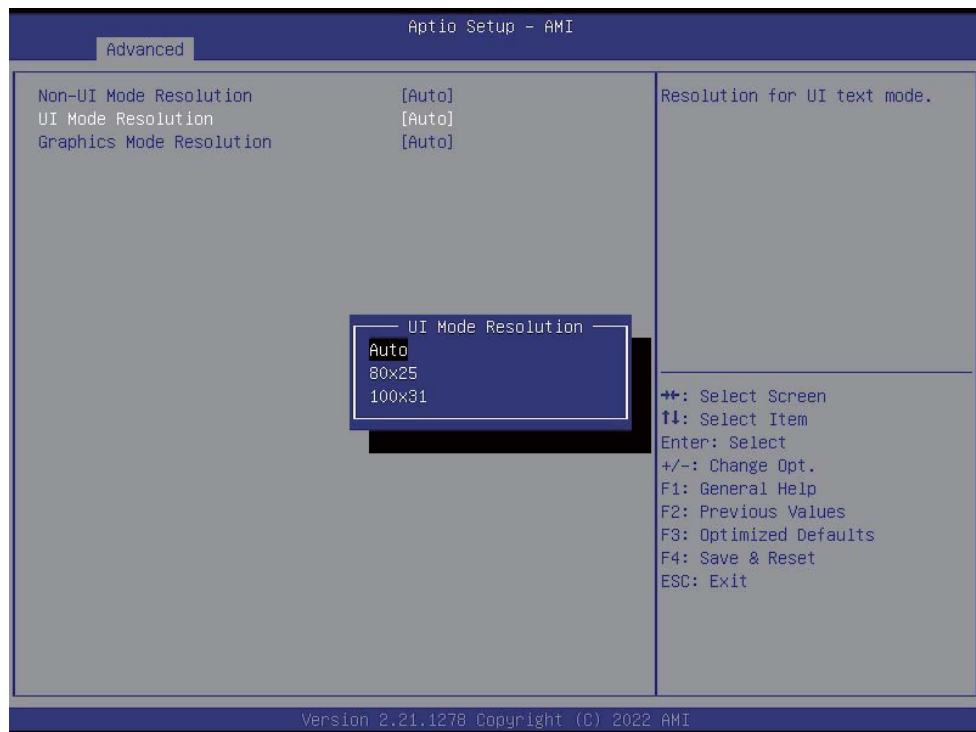 Aptio Setup – AMI
Advanced
Non-UI Mode Resolution [Auto]
UI Mode Resolution [Auto]
Graphics Mode Resolution [Auto]
Resolution for UI text mode.
UI Mode Resolution
Auto
80x25
100x31
→←: Select Screen
↑↓: Select Item
Enter: Select
+/-: Change Opt.
F1: General Help
F2: Previous Values
F3: Optimized Defaults
F4: Save & Reset
ESC: Exit
Version 2.21.1278 Copyright (C) 2022 AMI